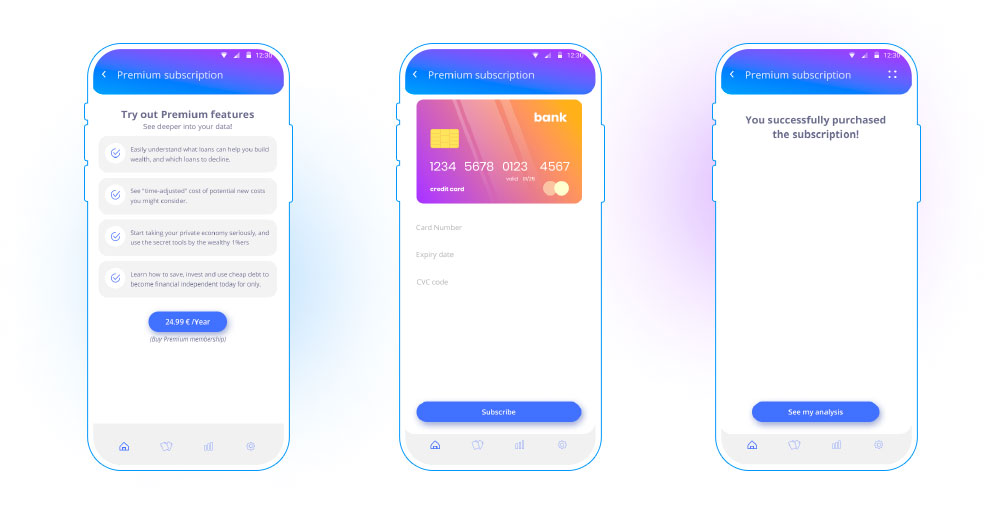 12:30
Premium subscription
Try out Premium features
See deeper into your data!
Easily understand what loans can help you build
wealth, and which loans to decline.
See "time-adjusted" cost of potential new costs
you might consider.
Start taking your private economy seriously, and
use the secret tools by the wealthy 1%ers
Learn how to save, invest and use cheap debt to
become financial independent today for only.
24.99 € /Year
(Buy Premium membership)
12:30
Premium subscription
bank
1234 5678 0123 4567
valid
credit card
Card Number
Expiry date
CVC code
Subscribe
12:30
Premium subscription
You successfully purchased
the subscription!
See my analysis